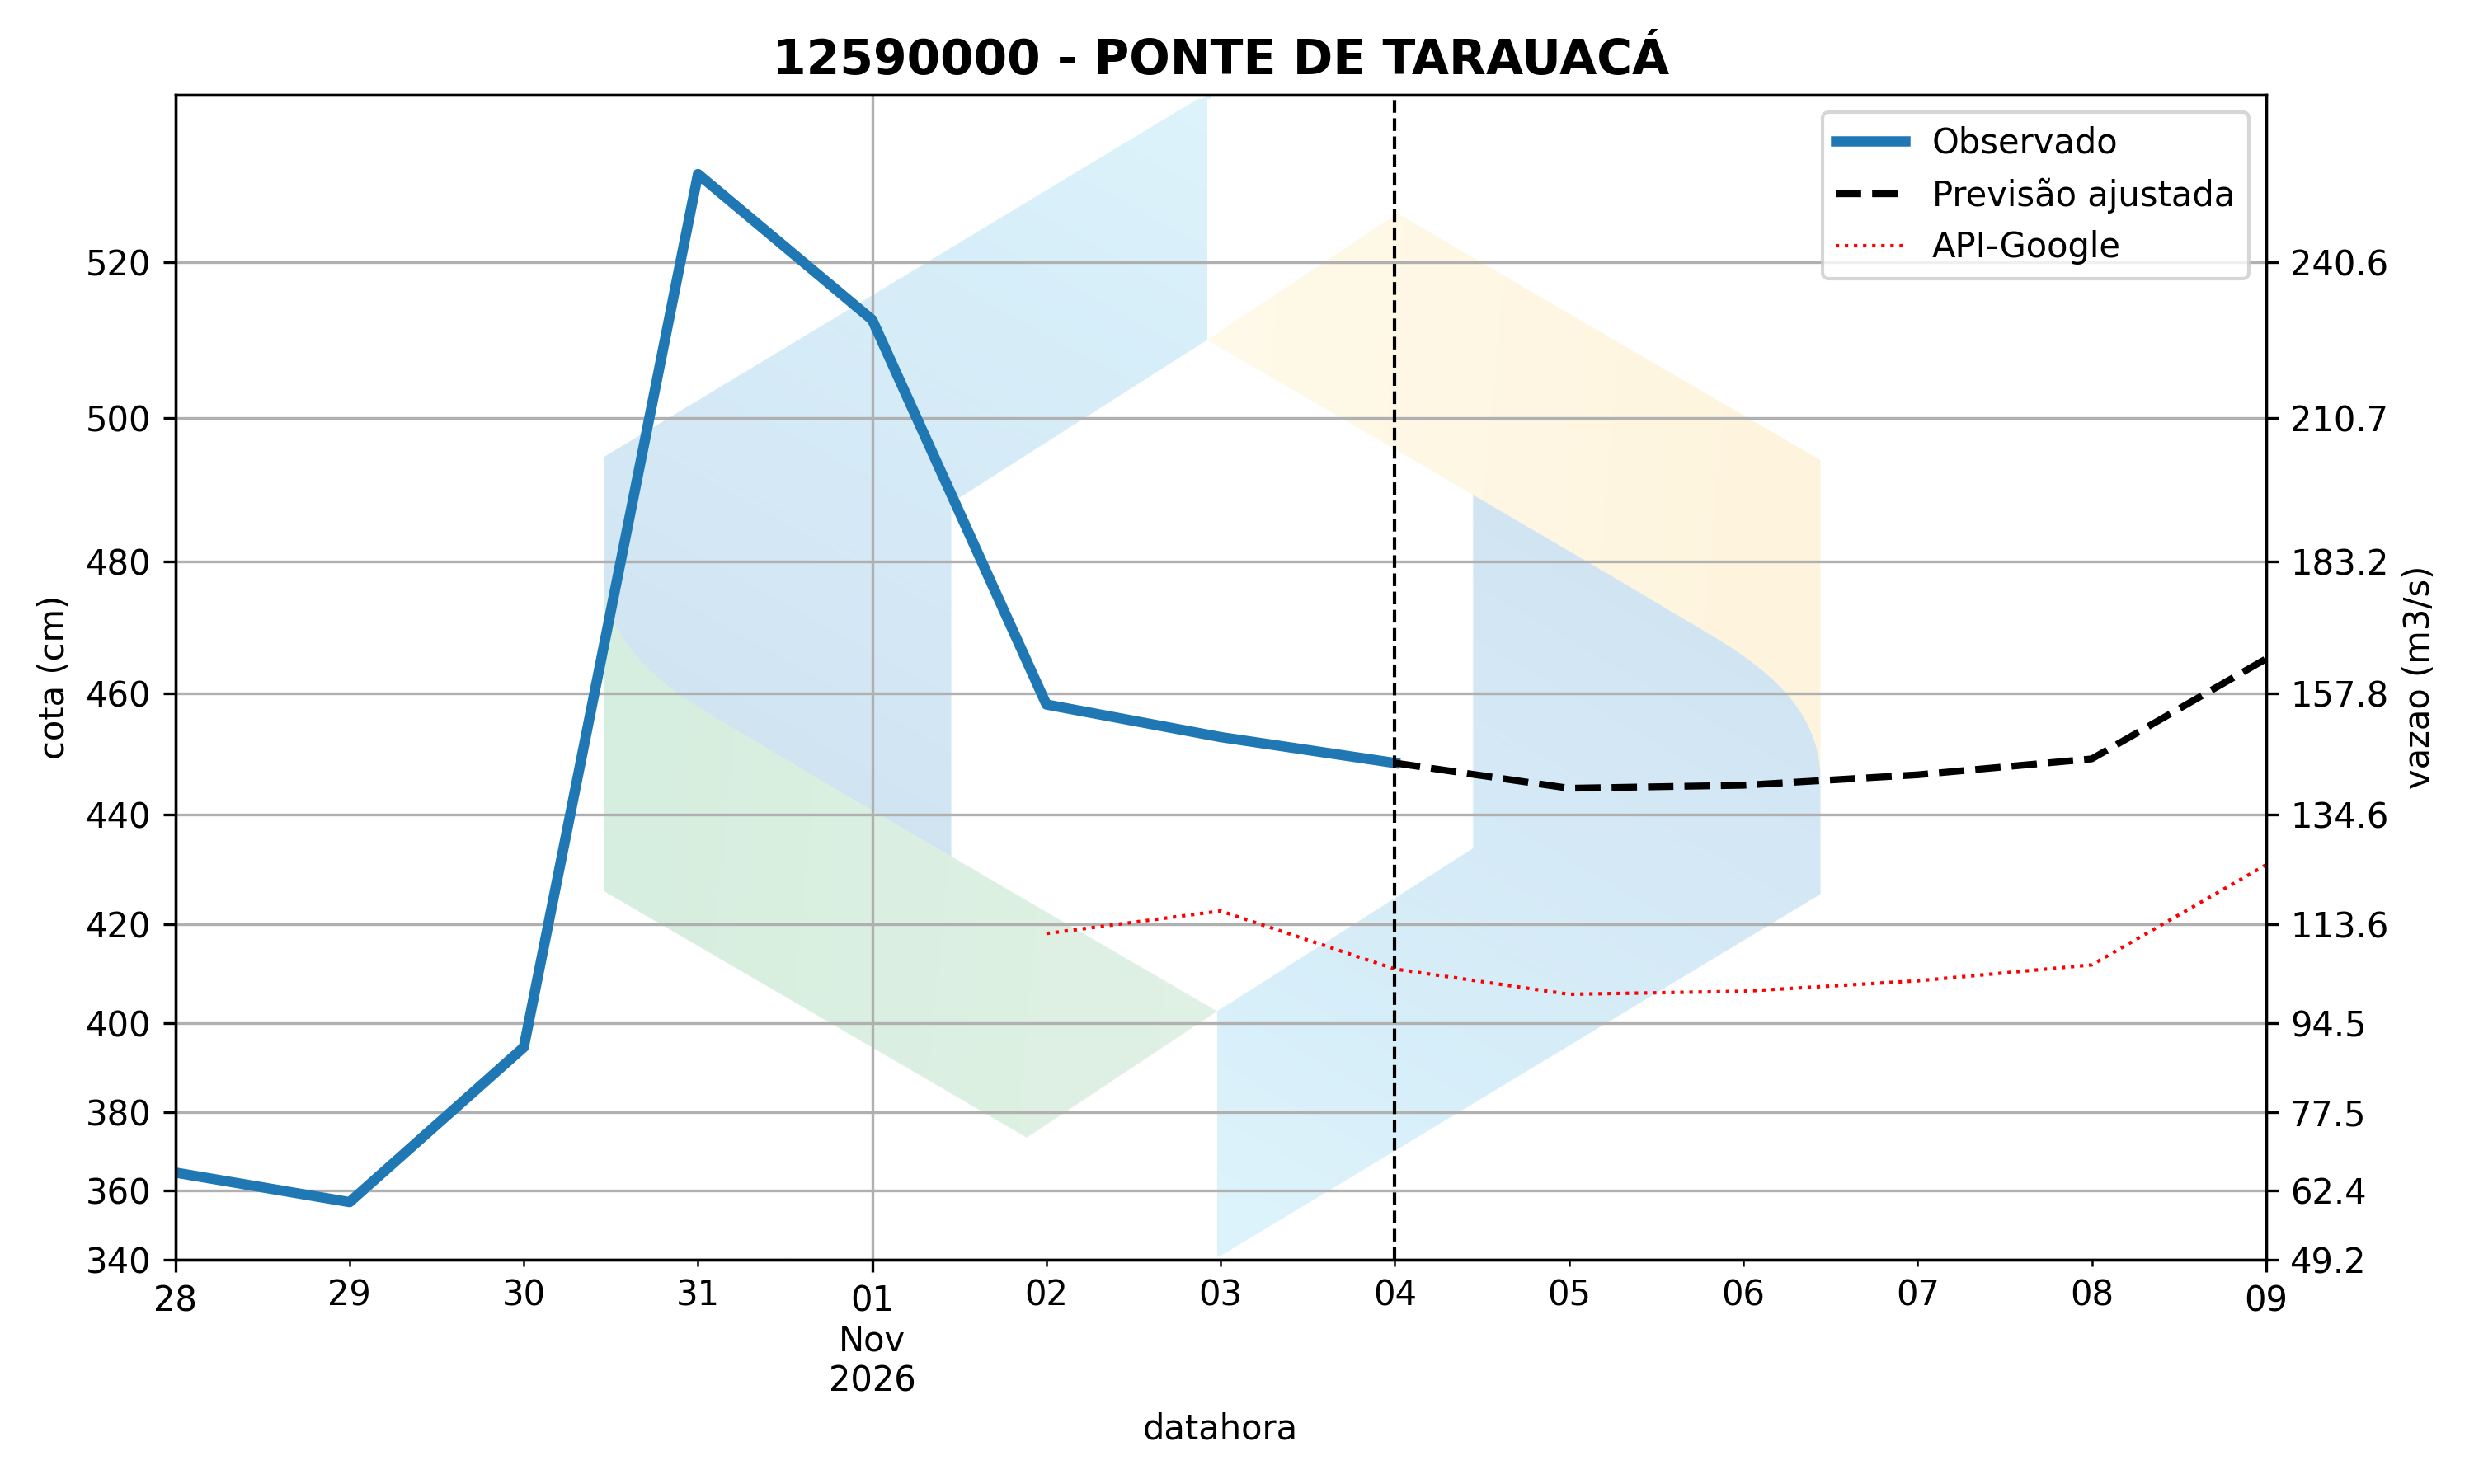 12590000 - PONTE DE TARAUACÁ
Observado
Previsão ajustada
API-Google
520
500
480
460
440
420
400
380
360
340
cota (cm)
240.6
210.7
183.2
157.8
134.6
113.6
94.5
77.5
62.4
49.2
vazao (m3/s)
28 29 30 31 01 02 03 04 05 06 07 08 09
Nov
2026
datahora